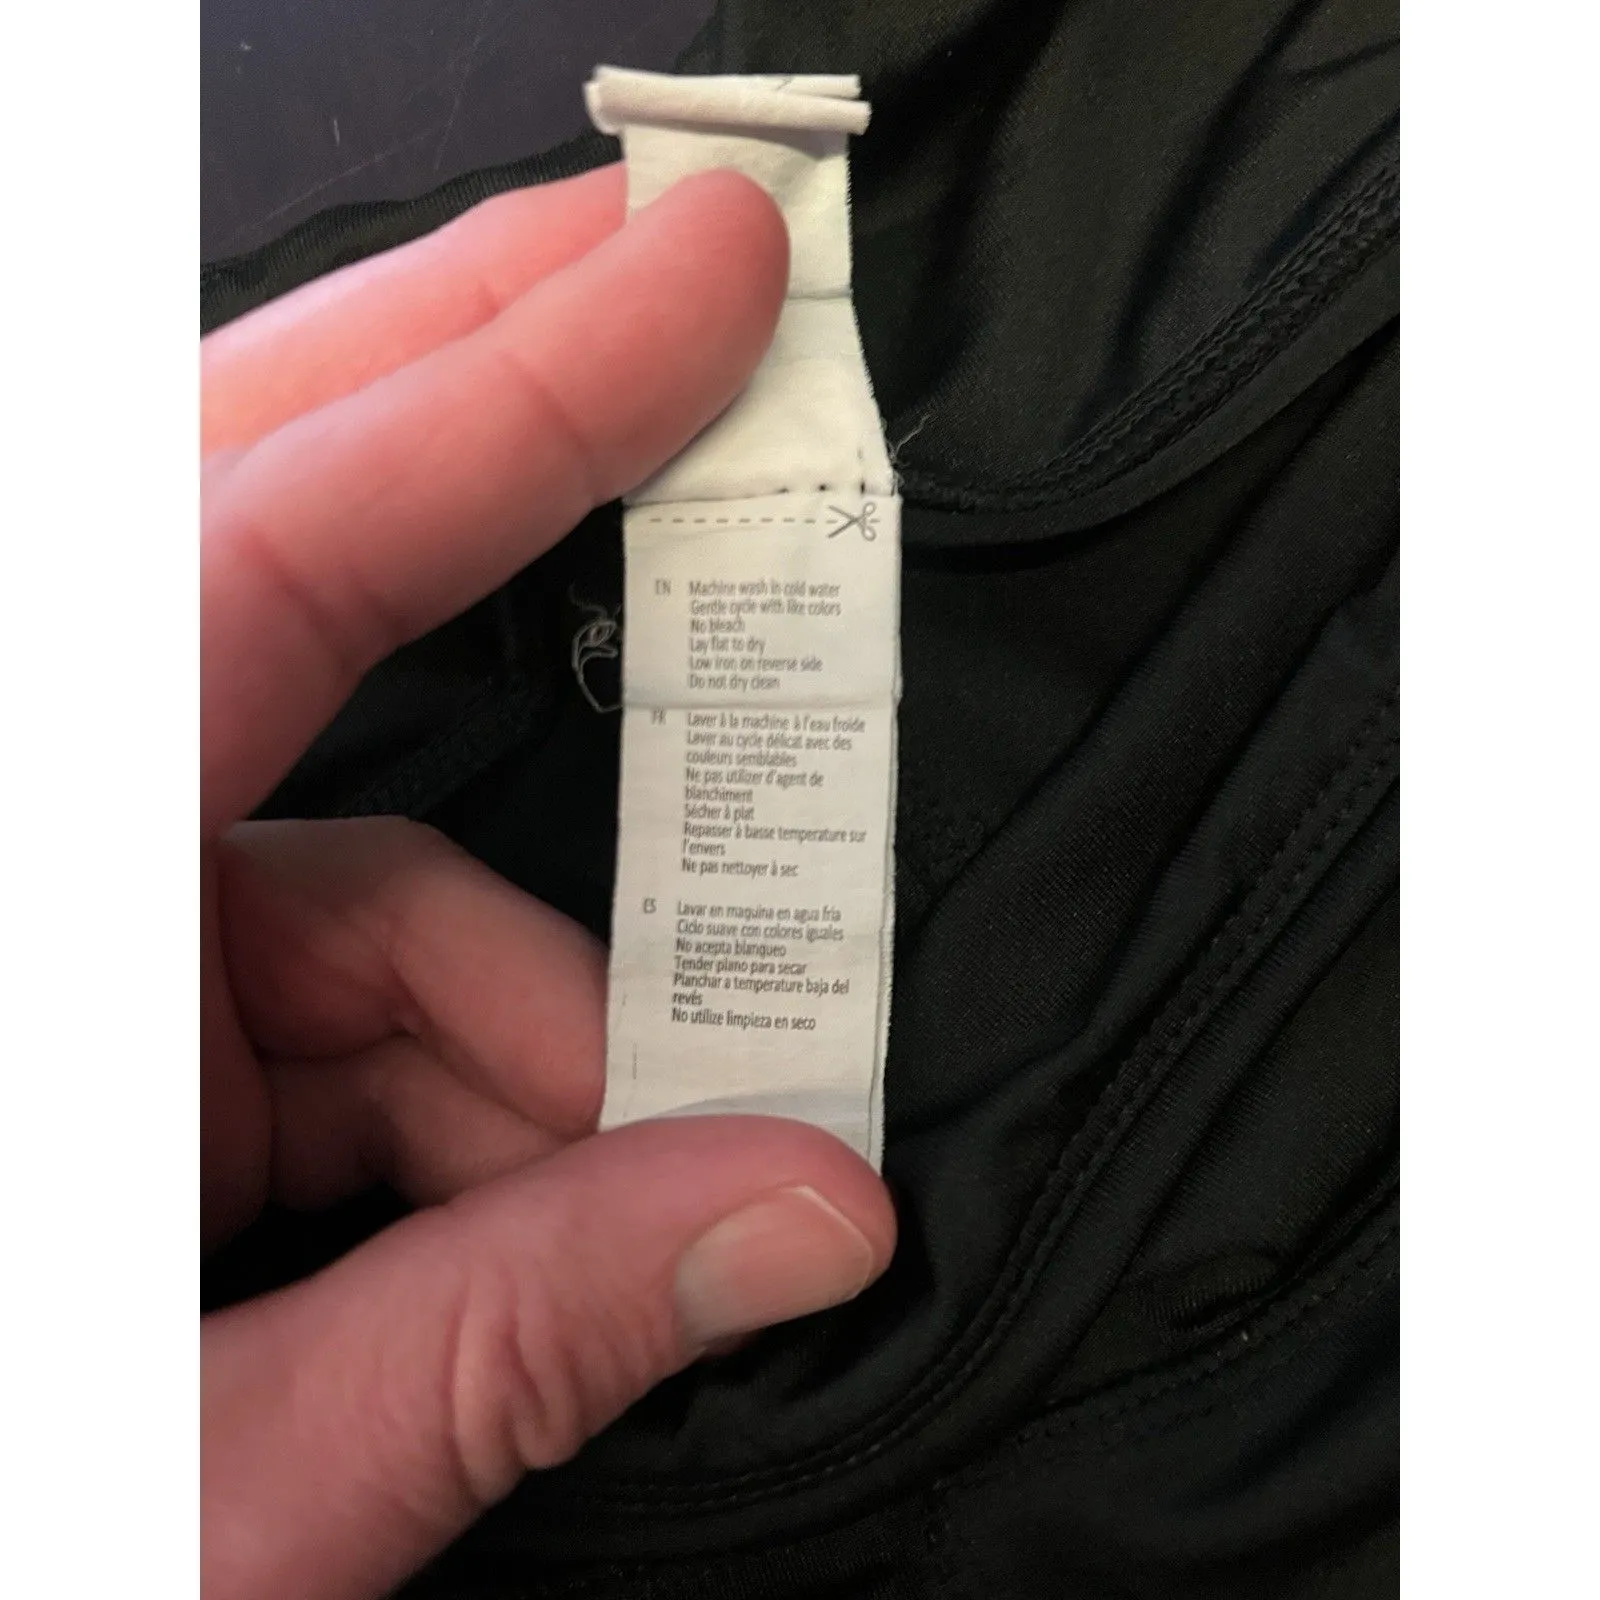 EN Machine wash in cold water
Gentle cycle with like colors
No bleach
Lay flat to dry
Low iron on reverse side
Do not dry clean
FR Laver à la machine à l'eau froide
Laver au cycle délicat avec des
couleurs semblables
Ne pas utilizer d'agent de
blanchiment
Sécher à plat
Repasser à basse temperature sur
l'envers
Ne pas nettoyer à sec
ES Lavar en maquina en agua fria
Ciclo suave con colores iguales
No acepta blanqueo
Tender plano para secar
Planchar a temperature baja del
revés
No utilize limpieza en seco